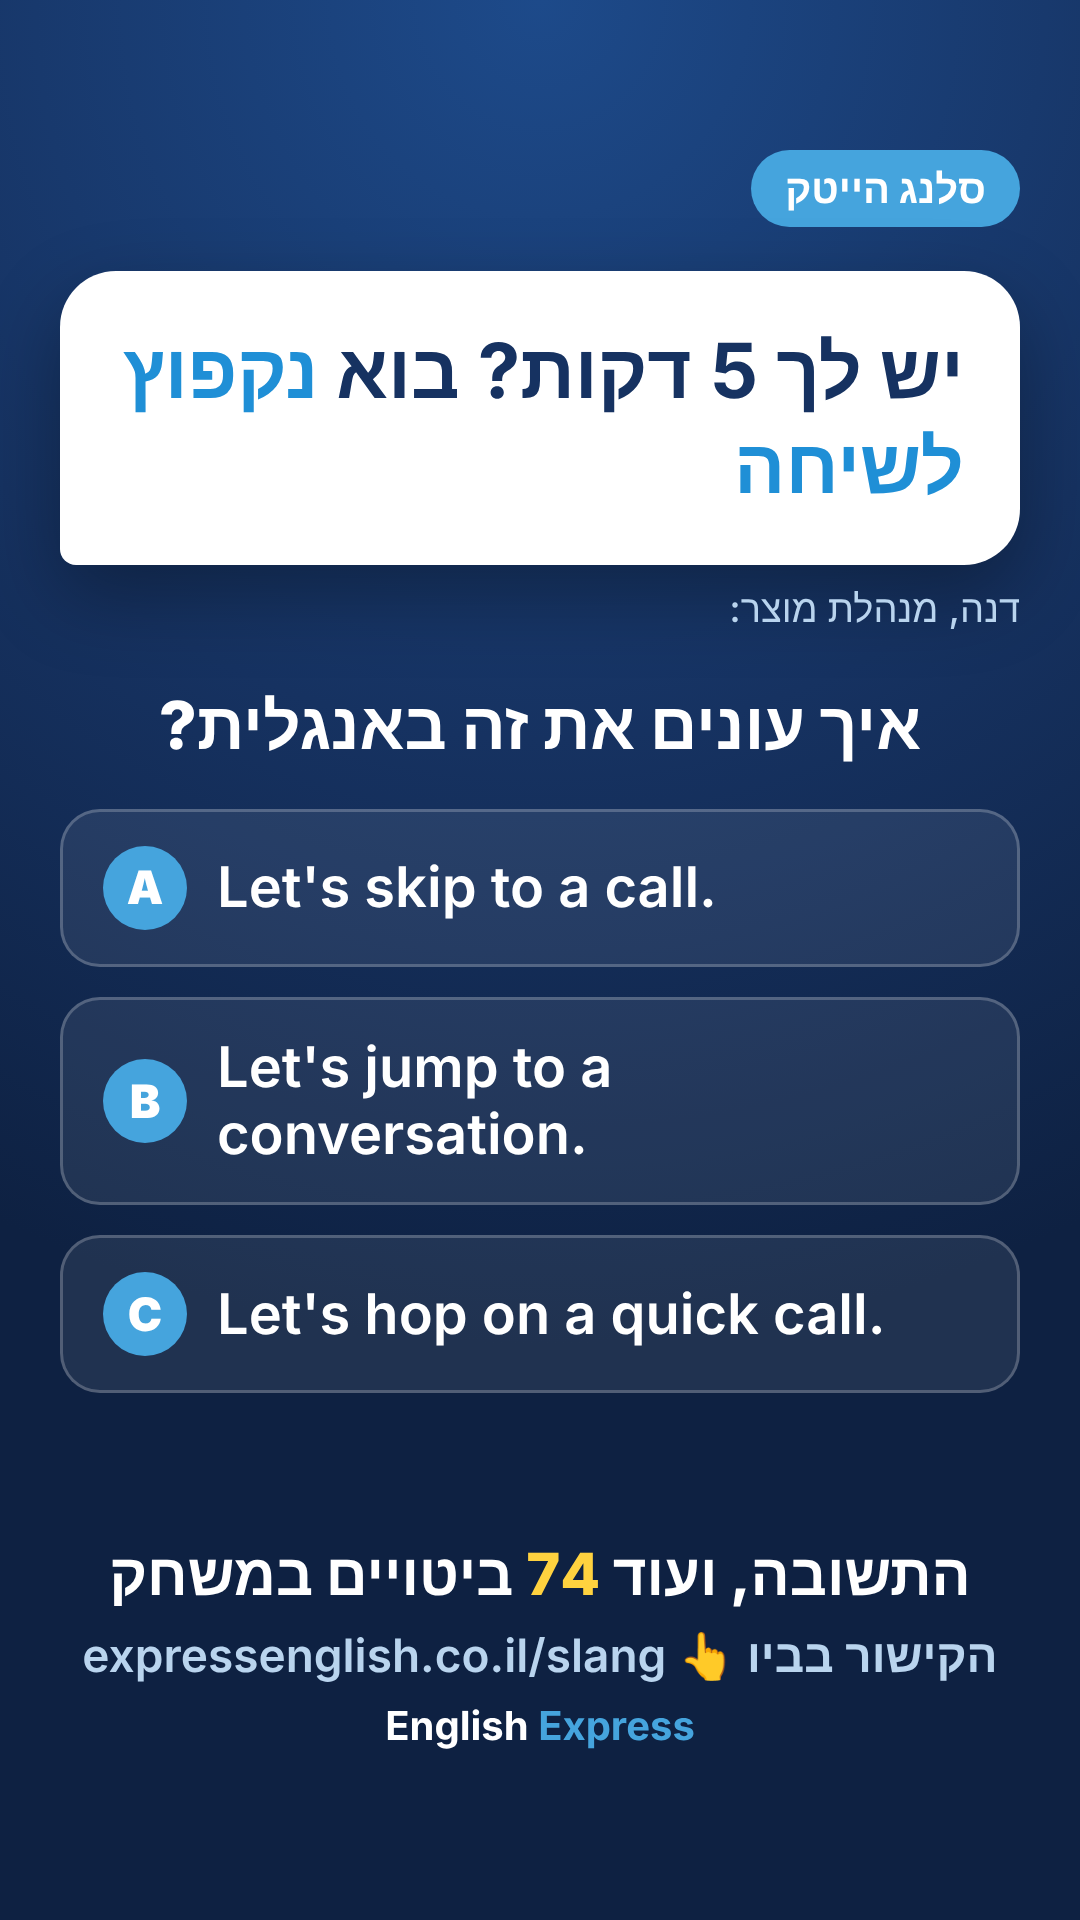 סלנג הייטק
יש לך 5 דקות? בוא נקפוץ
לשיחה
דנה, מנהלת מוצר:
איך עונים את זה באנגלית?
A Let's skip to a call.
B Let's jump to a
conversation.
C Let's hop on a quick call.
התשובה, ועוד 74 ביטויים במשחק
הקישור בביו 👆 expressenglish.co.il/slang
English Express